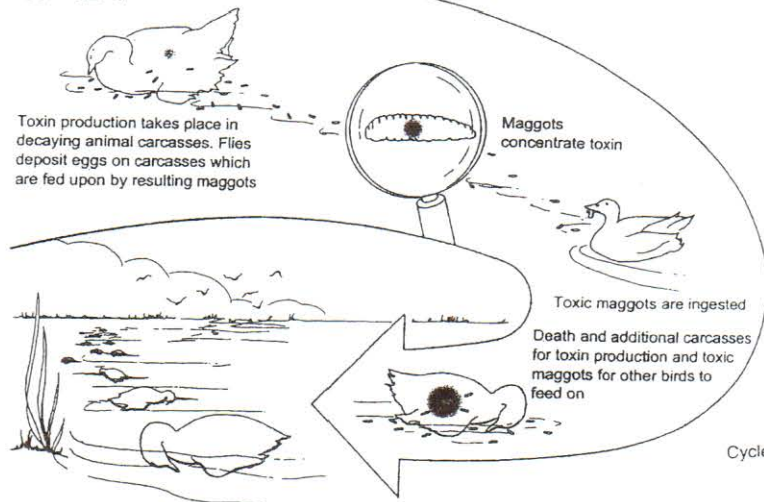 Toxin production takes place in
decaying animal carcasses. Flies
deposit eggs on carcasses which
are fed upon by resulting maggots
Maggots
concentrate toxin
Toxic maggots are ingested
Death and additional carcasses
for toxin production and toxic
maggots for other birds to
feed on
Cycle